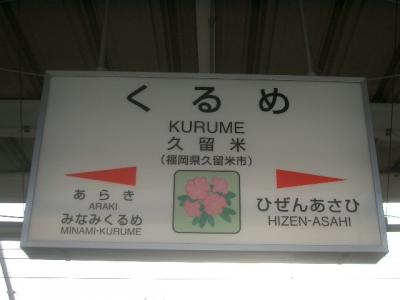 くるめ
KURUME
久留米
(福岡県久留米市)
あらき
ARAKI
みなみくるめ
MINAMI-KURUME
ひぜんあさひ
HIZEN-ASAHI